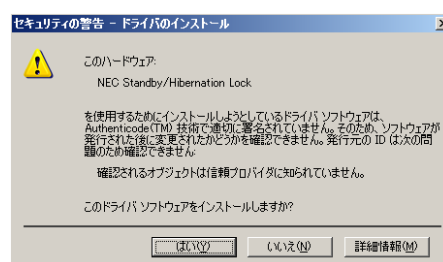 セキュリティの警告 - ドライバのインストール
このハードウェア:
NEC Standby/Hibernation Lock
を使用するためにインストールしようとしているドライバ ソフトウェアは、
Authenticode(TM) 技術で適切に署名されていません。そのため、ソフトウェアが
発行された後に変更されたかどうかを確認できません。発行元の ID は次の問
題のため確認できません:
確認されるオブジェクトは信頼プロバイダに知られていません。
このドライバ ソフトウェアをインストールしますか?
はい(Y) いいえ(N) 詳細情報(M)